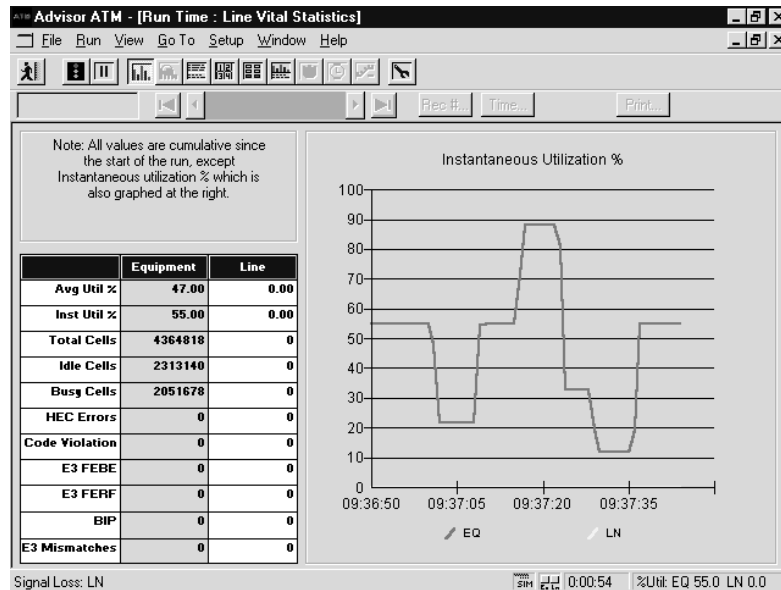 Advisor ATM - [Run Time : Line Vital Statistics]
File Run View Go To Setup Window Help
Rec #... Time... Print...
Note: All values are cumulative since
the start of the run, except
Instantaneous utilization % which is
also graphed at the right.
Equipment Line
Avg Util % 47.00 0.00
Inst Util % 55.00 0.00
Total Cells 4364818 0
Idle Cells 2313140 0
Busy Cells 2051678 0
HEC Errors 0 0
Code Violation 0 0
E3 FEBE 0 0
E3 FERF 0 0
BIP 0 0
E3 Mismatches 0 0
Instantaneous Utilization %
100
90
80
70
60
50
40
30
20
10
0
09:36:50 09:37:05 09:37:20 09:37:35
EQ LN
Signal Loss: LN
SIM 0:00:54 %Util: EQ 55.0 LN 0.0